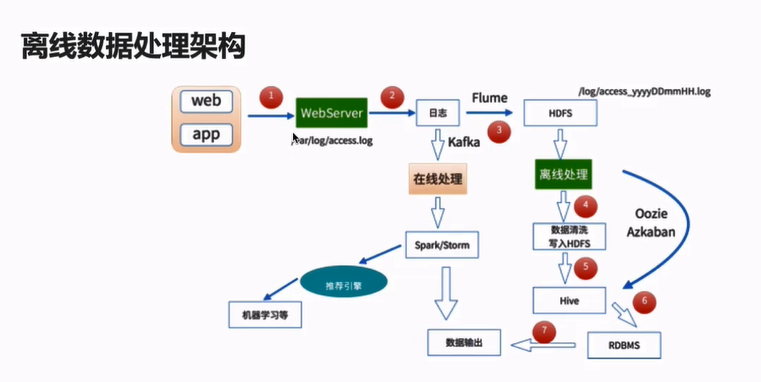 离线数据处理架构
web
app
1
WebServer
/var/log/access.log
2
日志
Flume
3
HDFS
/log/access_yyyyDDmmHH.log
Kafka
在线处理
离线处理
4
Oozie
Azkaban
数据清洗
写入HDFS
Spark/Storm
5
推荐引擎
Hive
6
机器学习等
7
数据输出
RDBMS